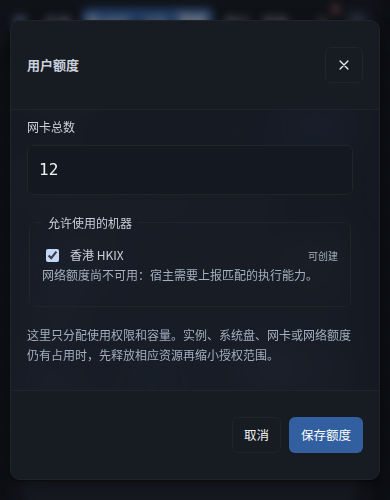 用户额度
网卡总数
12
允许使用的机器
香港 HKIX
可创建
网络额度尚不可用：宿主需要上报匹配的执行能力。
这里只分配使用权限和容量。实例、系统盘、网卡或网络额度
仍有占用时，先释放相应资源再缩小授权范围。
取消
保存额度